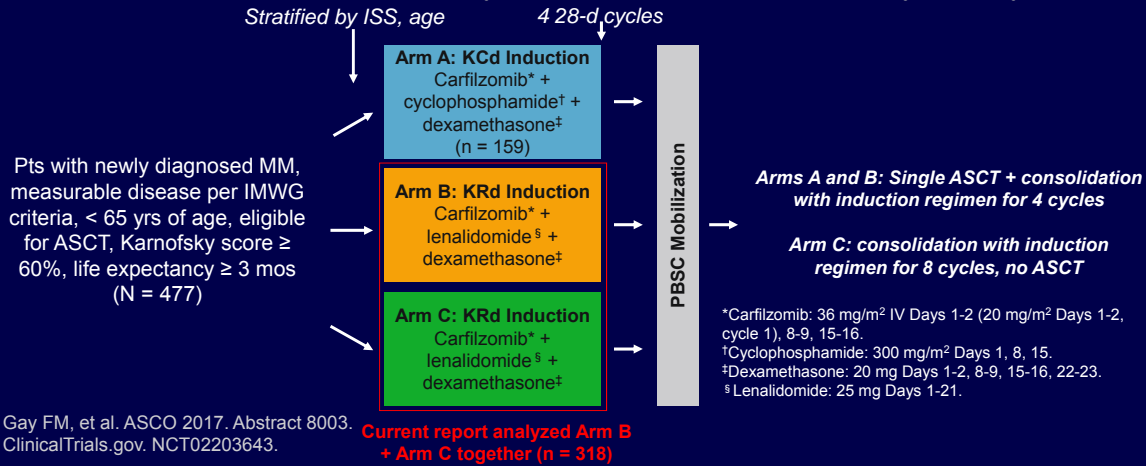 Stratified by ISS, age
4 28-d cycles
Pts with newly diagnosed MM,
measurable disease per IMWG
criteria, < 65 yrs of age, eligible
for ASCT, Karnofsky score ≥
60%, life expectancy ≥ 3 mos
(N = 477)
Arm A: KCd Induction
Carfilzomib* +
cyclophosphamide† +
dexamethasone‡
(n = 159)
Arm B: KRd Induction
Carfilzomib* +
lenalidomide§ +
dexamethasone‡
Arm C: KRd Induction
Carfilzomib* +
lenalidomide§ +
dexamethasone‡
PBSC Mobilization
Arms A and B: Single ASCT + consolidation
with induction regimen for 4 cycles
Arm C: consolidation with induction
regimen for 8 cycles, no ASCT
*Carfilzomib: 36 mg/m² IV Days 1-2 (20 mg/m² Days 1-2,
cycle 1), 8-9, 15-16.
†Cyclophosphamide: 300 mg/m² Days 1, 8, 15.
‡Dexamethasone: 20 mg Days 1-2, 8-9, 15-16, 22-23.
§ Lenalidomide: 25 mg Days 1-21.
Gay FM, et al. ASCO 2017. Abstract 8003.
ClinicalTrials.gov. NCT02203643.
Current report analyzed Arm B
+ Arm C together (n = 318)